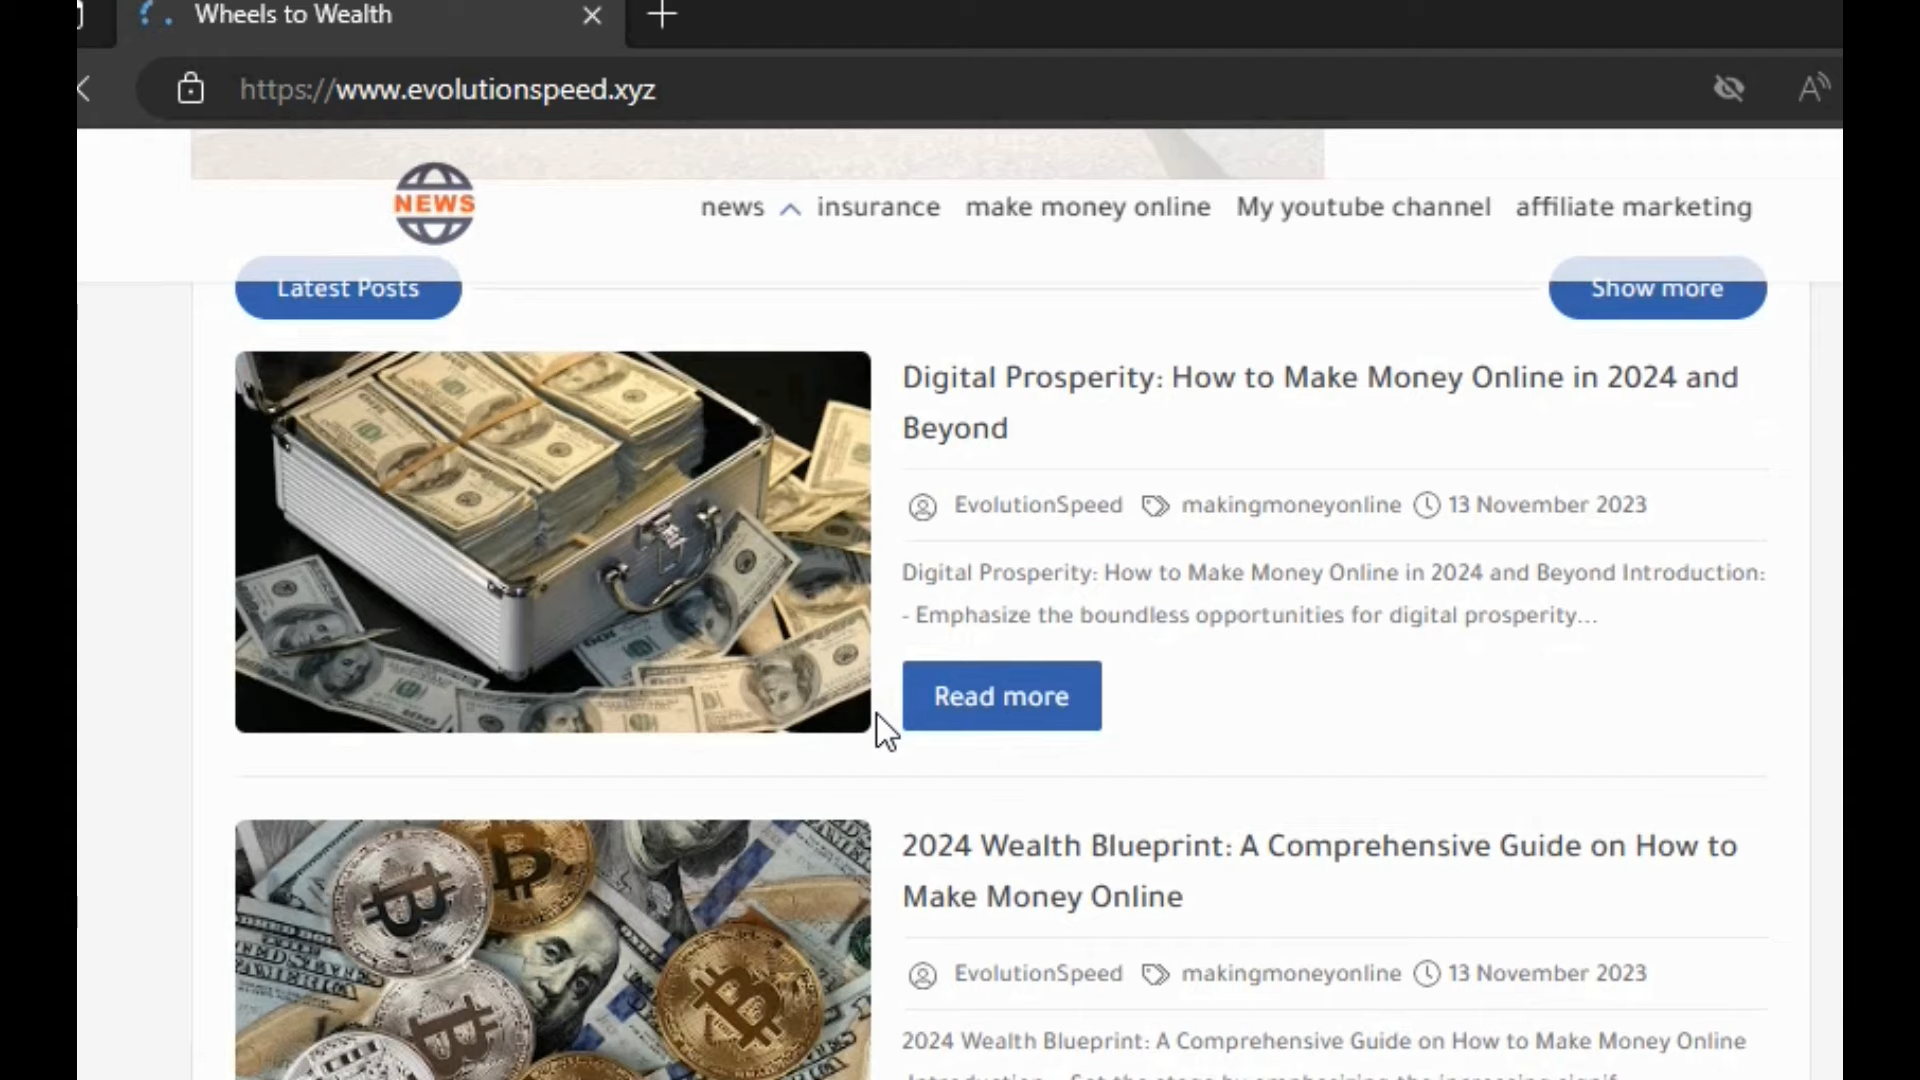 Wheels to Wealth
https://www.evolutionspeed.xyz
NEWS
news insurance make money online My youtube channel affiliate marketing
Latest Posts
Show more
Digital Prosperity: How to Make Money Online in 2024 and
Beyond
EvolutionSpeed makingmoneyonline 13 November 2023
Digital Prosperity: How to Make Money Online in 2024 and Beyond Introduction:
- Emphasize the boundless opportunities for digital prosperity...
Read more
2024 Wealth Blueprint: A Comprehensive Guide on How to
Make Money Online
EvolutionSpeed makingmoneyonline 13 November 2023
2024 Wealth Blueprint: A Comprehensive Guide on How to Make Money Online